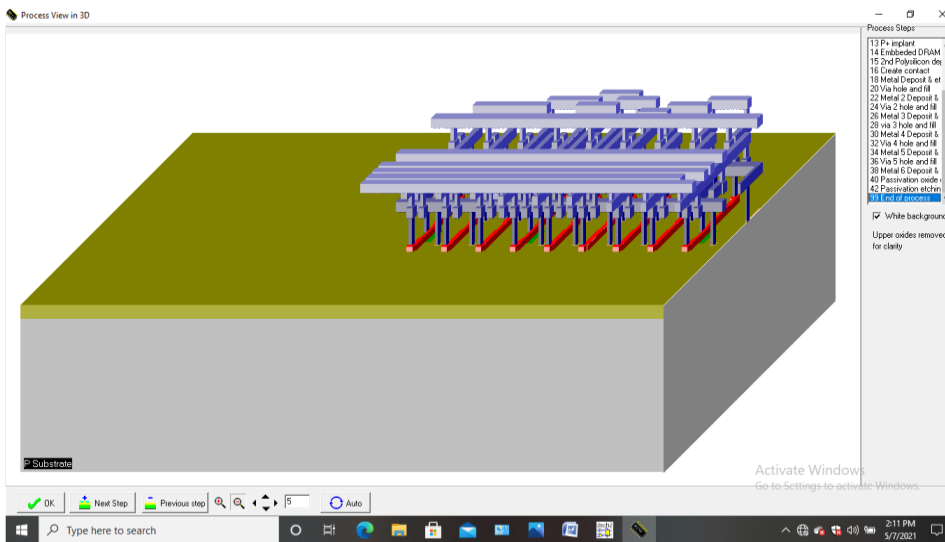 Process View in 3D
Process Steps
13 P+ implant
14 Embbeded DRAM
15 2nd Polysilicon de
16 Create contact
18 Metal Deposit & et
20 Via hole and fill
22 Metal 2 Deposit &
24 Via 2 hole and fill
26 Metal 3 Deposit &
28 via 3 hole and fill
30 Metal 4 Deposit &
32 Via 4 hole and fill
34 Metal 5 Deposit &
36 Via 5 hole and fill
38 Metal 6 Deposit &
40 Passivation oxide
42 Passivation etchin
99 End of process
White background
Upper oxides removed
for clarity
P Substrate
Activate Windows
Go to Settings to activate Windows.
OK
Next Step
Previous step
5
Auto
Type here to search
2:11 PM
5/7/2021